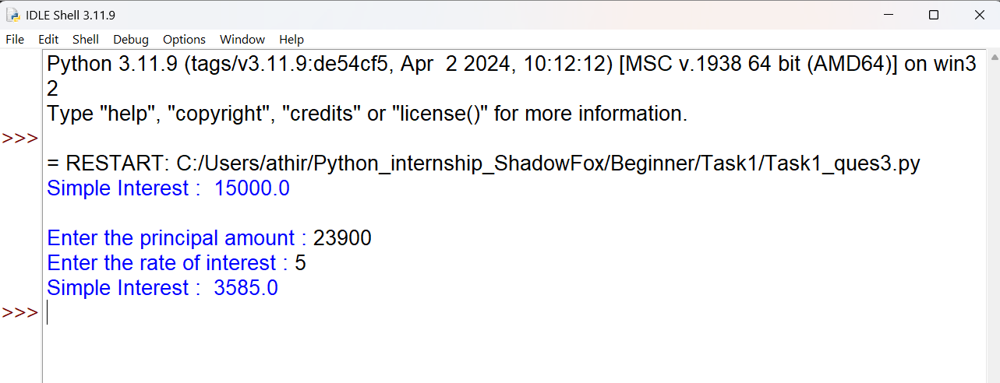 IDLE Shell 3.11.9
File Edit Shell Debug Options Window Help
Python 3.11.9 (tags/v3.11.9:de54cf5, Apr  2 2024, 10:12:12) [MSC v.1938 64 bit (AMD64)] on win3
2
Type "help", "copyright", "credits" or "license()" for more information.
>>>
= RESTART: C:/Users/athir/Python_internship_ShadowFox/Beginner/Task1/Task1_ques3.py
Simple Interest :  15000.0
Enter the principal amount : 23900
Enter the rate of interest : 5
Simple Interest :  3585.0
>>>